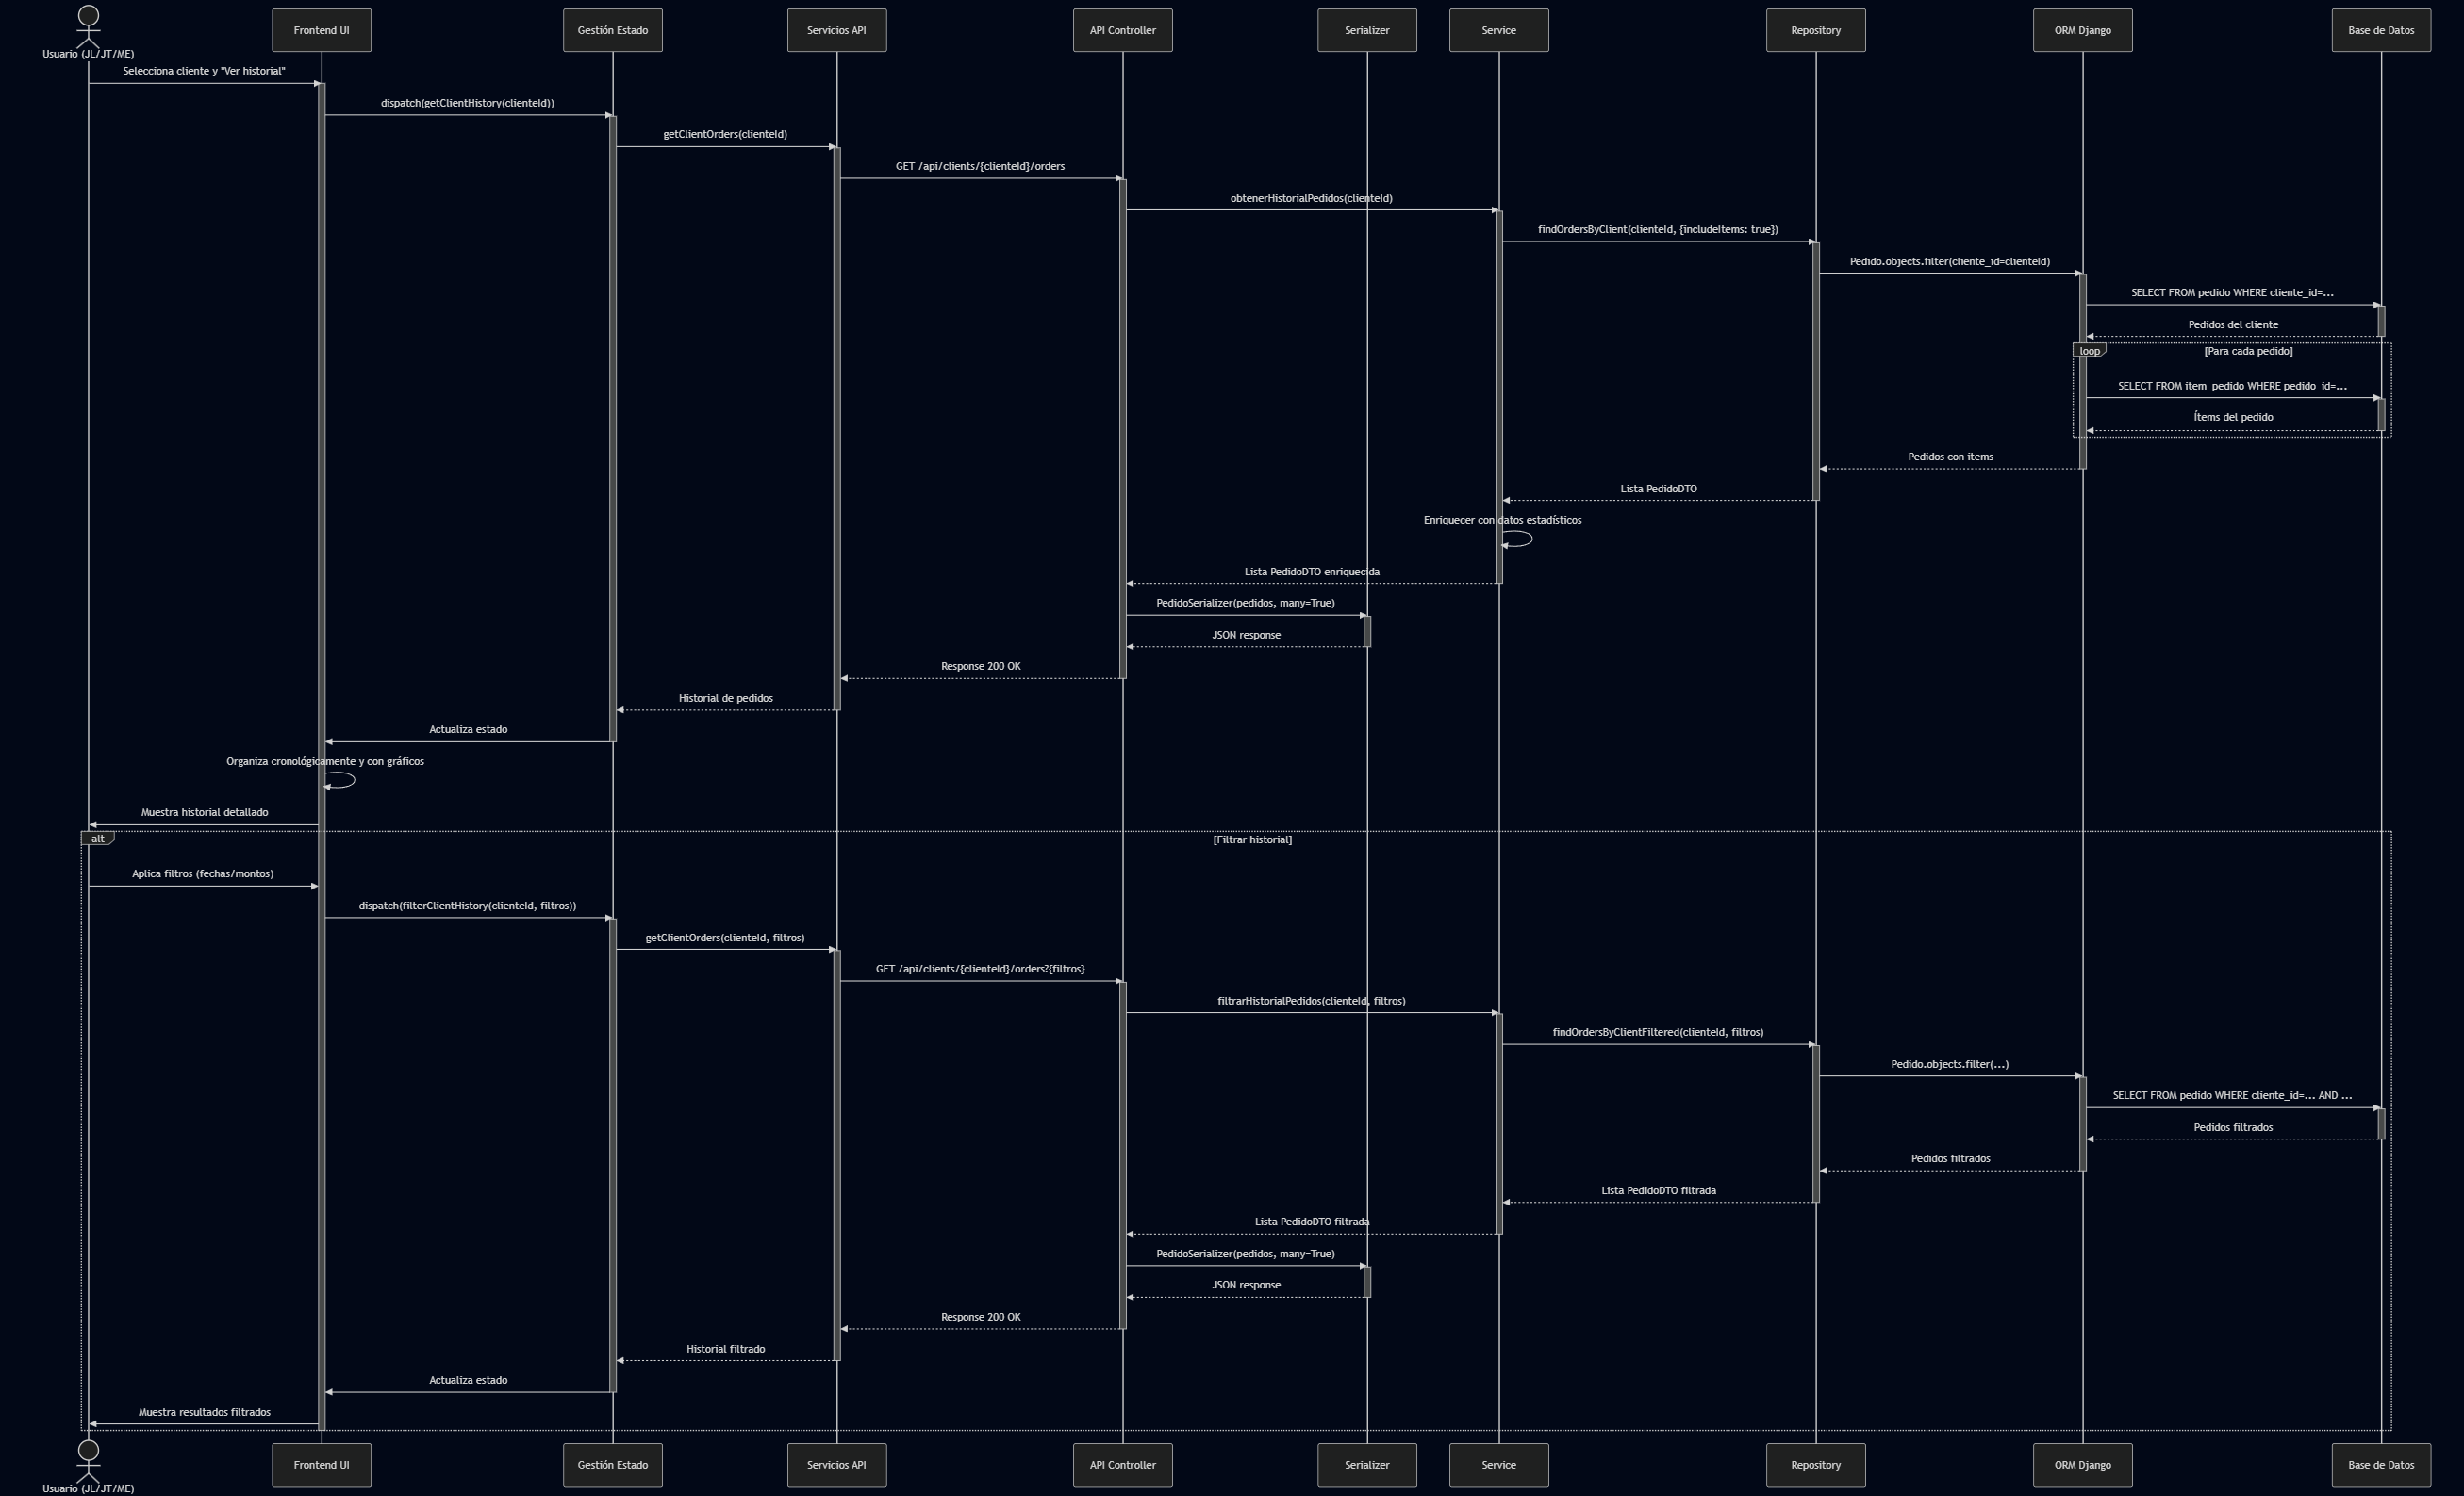 Usuario (JL/JT/ME)
Frontend UI
Gestión Estado
Servicios API
API Controller
Serializer
Service
Repository
ORM Django
Base de Datos
Selecciona cliente y "Ver historial"
dispatch(getClientHistory(clienteId))
getClientOrders(clienteId)
GET /api/clients/{clienteId}/orders
obtenerHistorialPedidos(clienteId)
findOrdersByClient(clienteId, {includeItems: true})
Pedido.objects.filter(cliente_id=clienteId)
SELECT FROM pedido WHERE cliente_id=...
Pedidos del cliente
loop
[Para cada pedido]
SELECT FROM item_pedido WHERE pedido_id=...
Ítems del pedido
Pedidos con items
Lista PedidoDTO
Enriquecer con datos estadísticos
Lista PedidoDTO enriquecida
PedidoSerializer(pedidos, many=True)
JSON response
Response 200 OK
Historial de pedidos
Actualiza estado
Organiza cronológicamente y con gráficos
Muestra historial detallado
alt
[Filtrar historial]
Aplica filtros (fechas/montos)
dispatch(filterClientHistory(clienteId, filtros))
getClientOrders(clienteId, filtros)
GET /api/clients/{clienteId}/orders?{filtros}
filtrarHistorialPedidos(clienteId, filtros)
findOrdersByClientFiltered(clienteId, filtros)
Pedido.objects.filter(...)
SELECT FROM pedido WHERE cliente_id=... AND ...
Pedidos filtrados
Pedidos filtrados
Lista PedidoDTO filtrada
Lista PedidoDTO filtrada
PedidoSerializer(pedidos, many=True)
JSON response
Response 200 OK
Historial filtrado
Actualiza estado
Muestra resultados filtrados
Usuario (JL/JT/ME)
Frontend UI
Gestión Estado
Servicios API
API Controller
Serializer
Service
Repository
ORM Django
Base de Datos